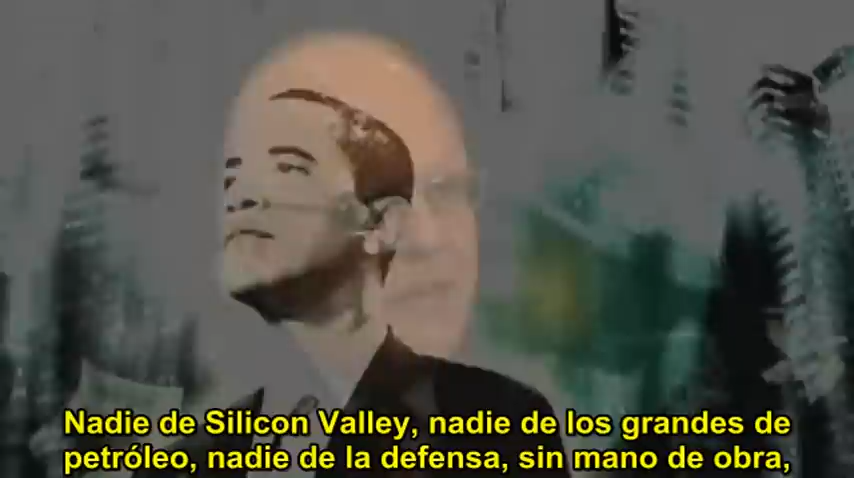 Nadie de Silicon Valley, nadie de los grandes de
petróleo, nadie de la defensa, sin mano de obra,